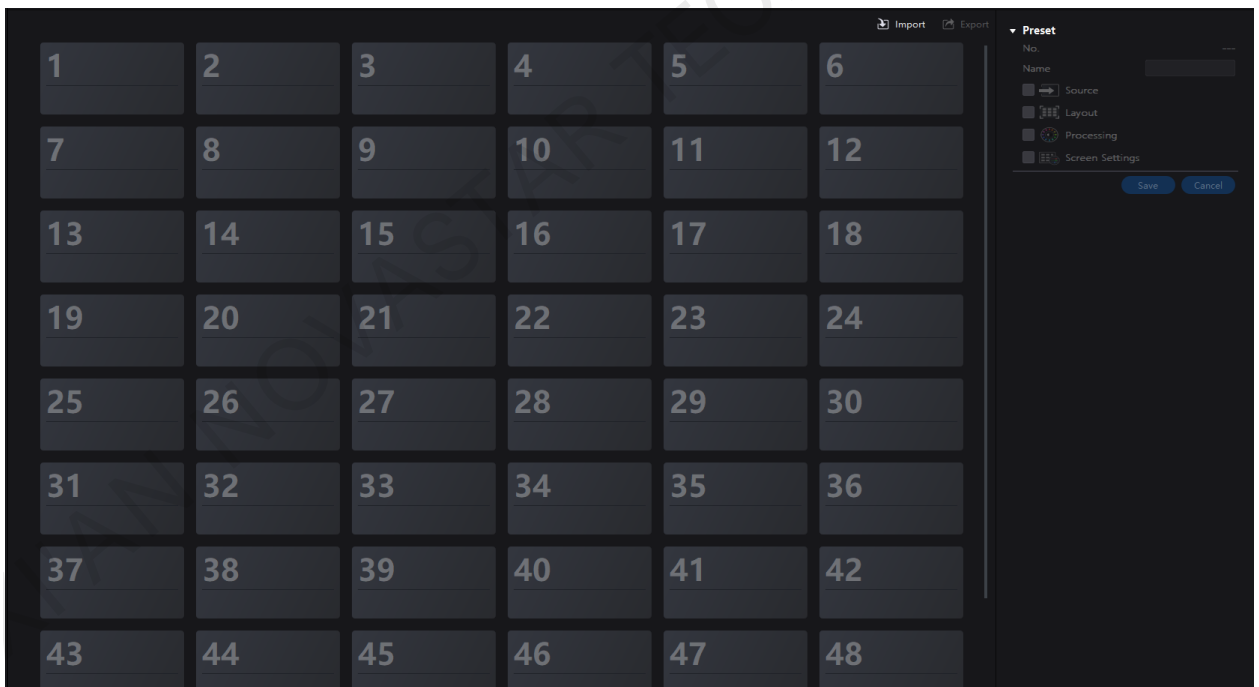 Import Export
1 2 3 4 5 6
7 8 9 10 11 12
13 14 15 16 17 18
19 20 21 22 23 24
25 26 27 28 29 30
31 32 33 34 35 36
37 38 39 40 41 42
43 44 45 46 47 48
Preset
No. ---
Name
Source
Layout
Processing
Screen Settings
Save Cancel
NOVASTAR